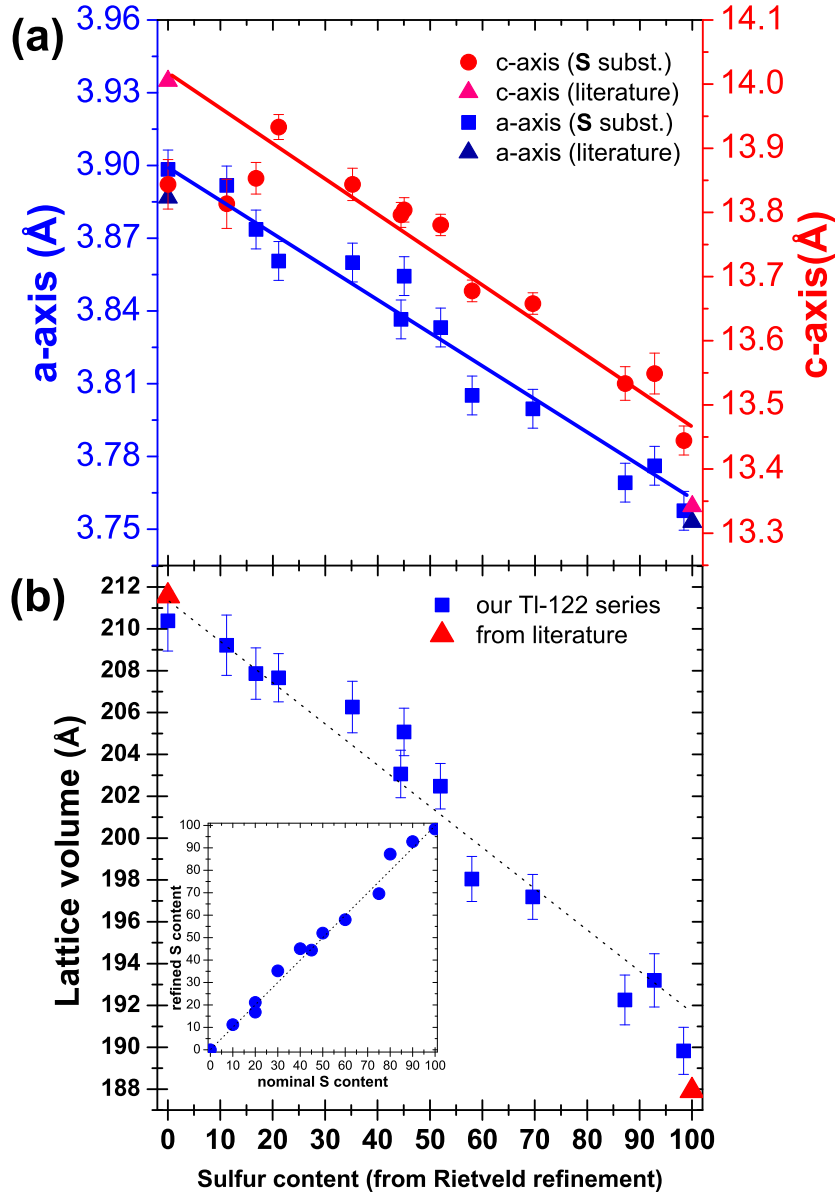 (a)
3.96
3.93
3.90
3.87
3.84
3.81
3.78
3.75
a-axis (Å)
14.1
14.0
13.9
13.8
13.7
13.6
13.5
13.4
13.3
c-axis(Å)
c-axis (S subst.)
c-axis (literature)
a-axis (S subst.)
a-axis (literature)
(b)
212
210
208
206
204
202
200
198
196
194
192
190
188
Lattice volume (Å)
our Tl-122 series
from literature
100
90
80
70
60
50
40
30
20
10
0
refined S content
0 10 20 30 40 50 60 70 80 90 100
nominal S content
0 10 20 30 40 50 60 70 80 90 100
Sulfur content (from Rietveld refinement)